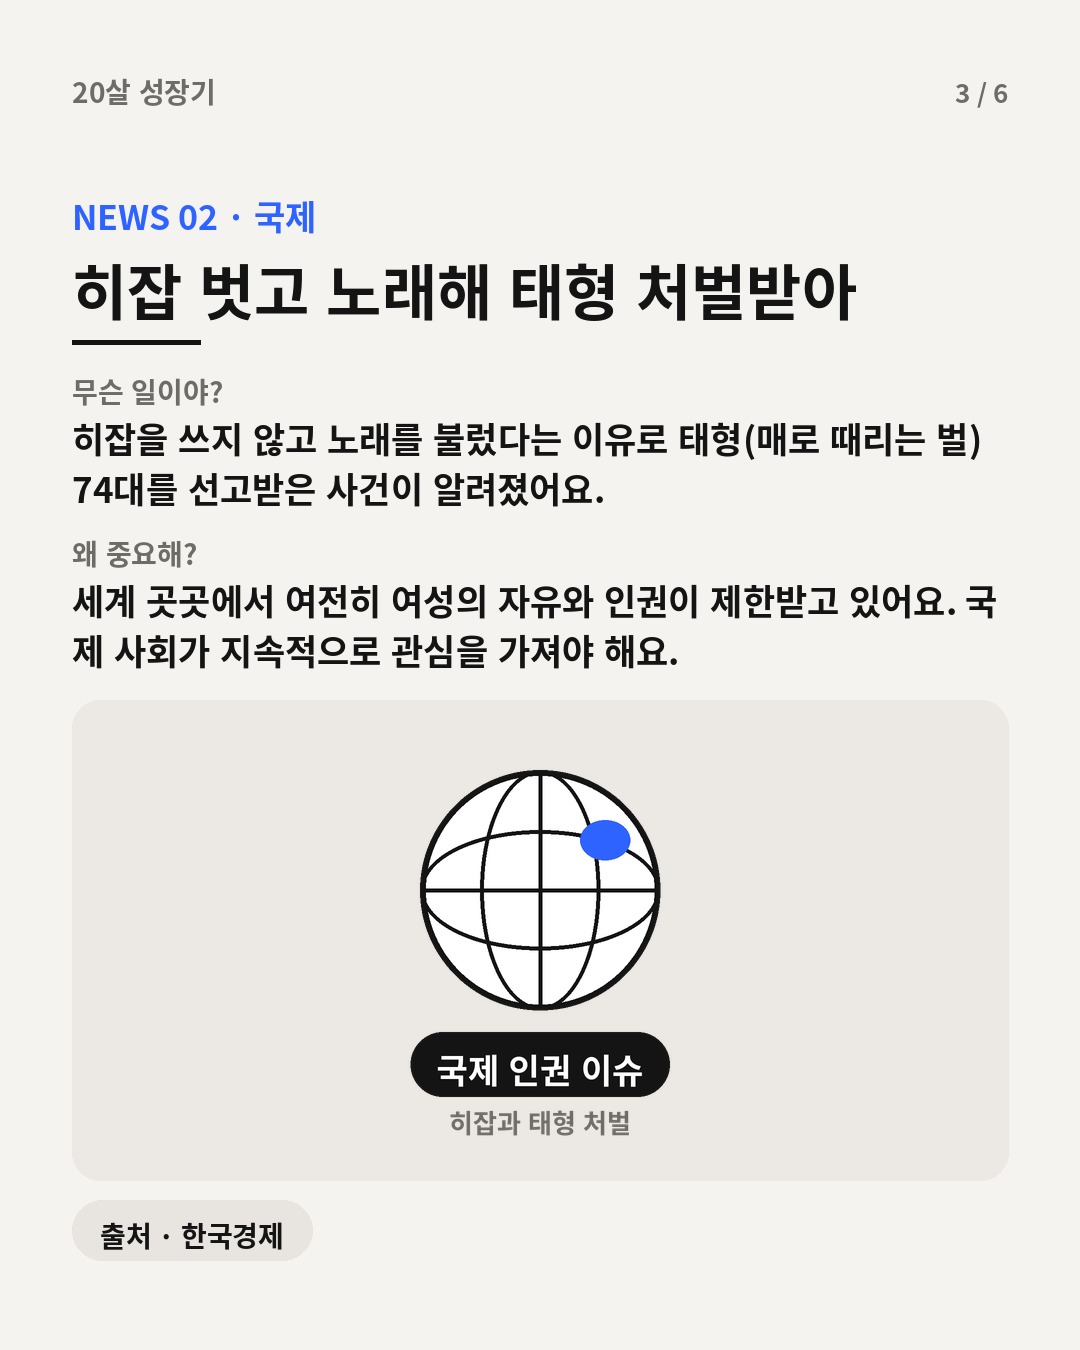 20살 성장기
3 / 6
NEWS 02 · 국제
히잡 벗고 노래해 태형 처벌받아
무슨 일이야?
히잡을 쓰지 않고 노래를 불렀다는 이유로 태형(매로 때리는 벌)
74대를 선고받은 사건이 알려졌어요.
왜 중요해?
세계 곳곳에서 여전히 여성의 자유와 인권이 제한받고 있어요. 국
제 사회가 지속적으로 관심을 가져야 해요.
국제 인권 이슈
히잡과 태형 처벌
출처 · 한국경제